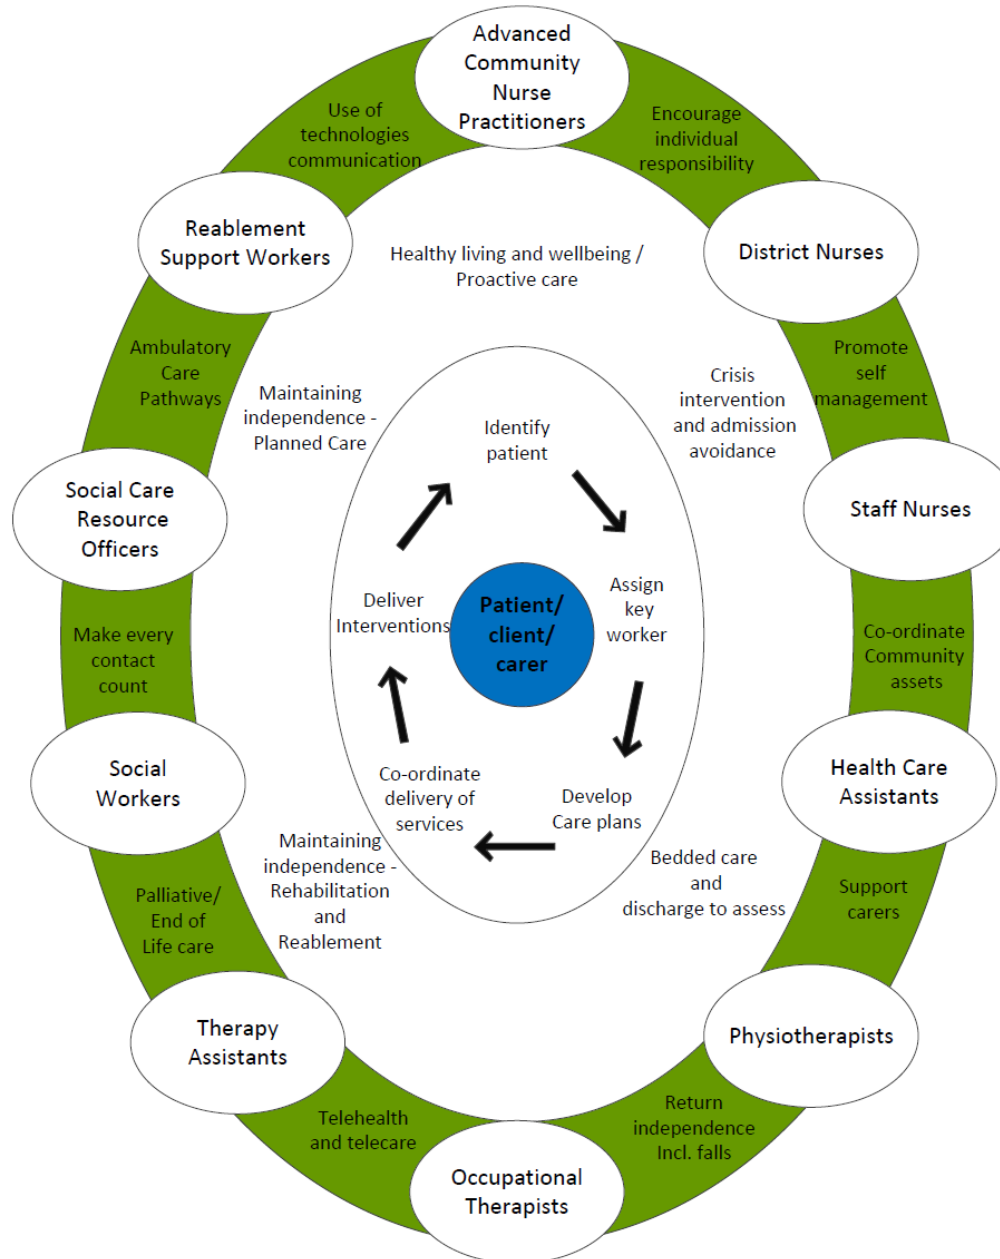 Advanced
Community
Nurse
Practitioners
Use of
technologies
communication
Encourage
individual
responsibility
Reablement
Support Workers
District Nurses
Healthy living and wellbeing /
Proactive care
Ambulatory
Care
Pathways
Promote
self
management
Maintaining
independence -
Planned Care
Crisis
intervention
and admission
avoidance
Identify
patient
Social Care
Resource
Officers
Staff Nurses
Deliver
Interventions
Patient/
client/
carer
Assign
key
worker
Make every
contact
count
Co-ordinate
Community
assets
Social
Workers
Health Care
Assistants
Co-ordinate
delivery of
services
Develop
Care plans
Maintaining
independence -
Rehabilitation
and
Reablement
Bedded care
and
discharge to assess
Palliative/
End of
Life care
Support
carers
Therapy
Assistants
Physiotherapists
Telehealth
and telecare
Return
independence
Incl. falls
Occupational
Therapists